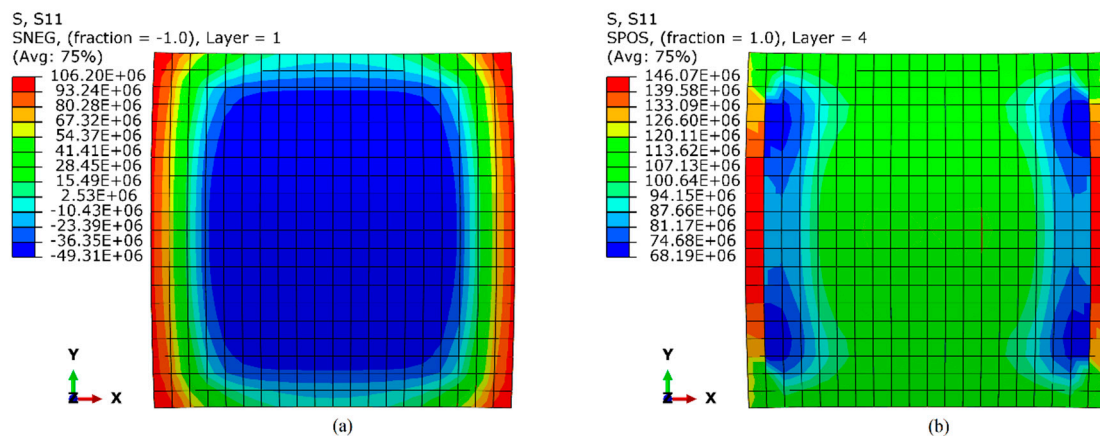 S, S11
SNEG, (fraction = -1.0), Layer = 1
(Avg: 75%)
106.20E+06
93.24E+06
80.28E+06
67.32E+06
54.37E+06
41.41E+06
28.45E+06
15.49E+06
2.53E+06
-10.43E+06
-23.39E+06
-36.35E+06
-49.31E+06
Y
Z
X
(a)
S, S11
SPOS, (fraction = 1.0), Layer = 4
(Avg: 75%)
146.07E+06
139.58E+06
133.09E+06
126.60E+06
120.11E+06
113.62E+06
107.13E+06
100.64E+06
94.15E+06
87.66E+06
81.17E+06
74.68E+06
68.19E+06
Y
Z
X
(b)